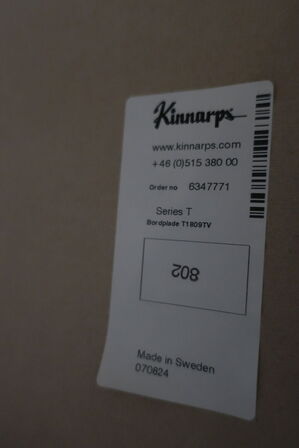 Kinnarps
www.kinnarps.com
+46 (0)515 380 00
Order no 6347771
Series T
Bordplade T1809TV
802
Made in Sweden
070824